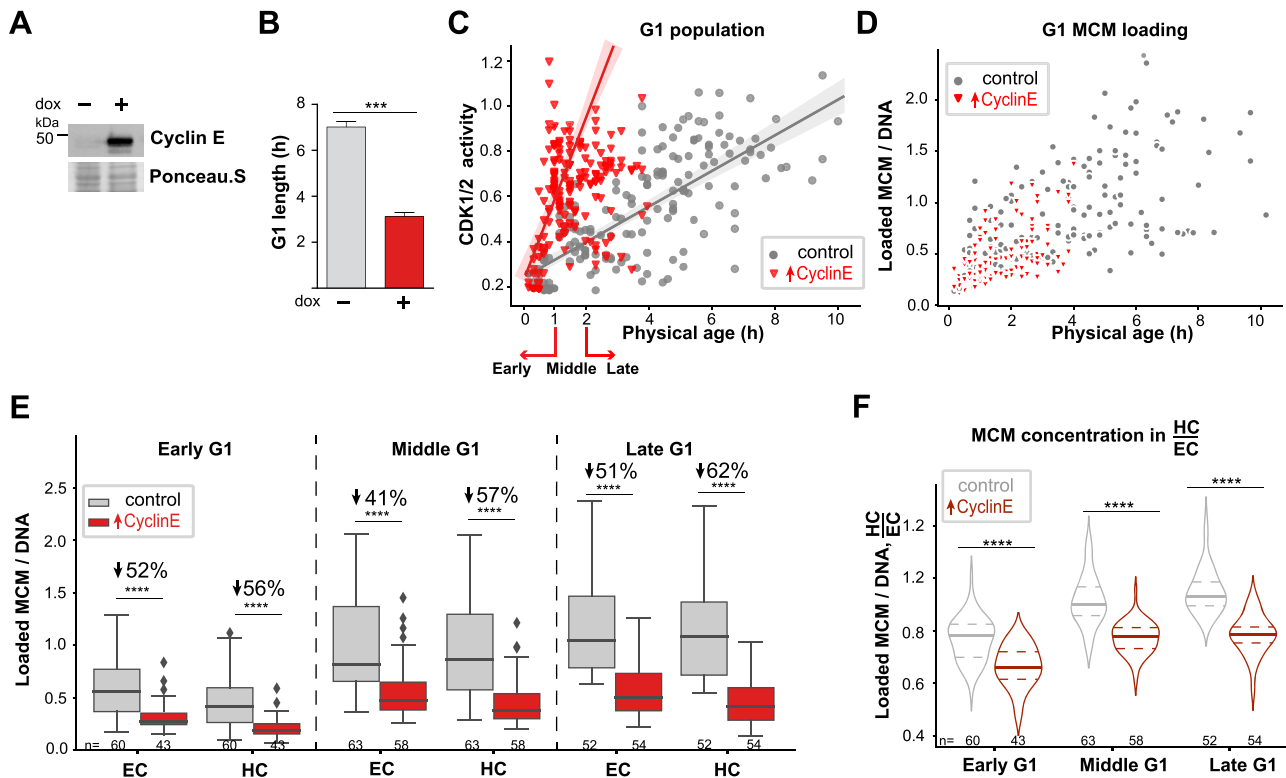 A
dox − +
kDa
50
Cyclin E
Ponceau.S
B
***
G1 length (h)
8
6
4
2
dox − +
C
G1 population
CDK1/2 activity
1.2
1.0
0.8
0.6
0.4
0.2
control
↑CyclinE
0 1 2 4 6 8 10
Physical age (h)
Early Middle Late
D
G1 MCM loading
control
↑CyclinE
Loaded MCM / DNA
2.0
1.5
1.0
0.5
0.0
0 2 4 6 8 10
Physical age (h)
E
Early G1 Middle G1 Late G1
control
↑CyclinE
Loaded MCM / DNA
2.5
2.0
1.5
1.0
0.5
0.0
↓52%
****
↓56%
****
↓41%
****
↓57%
****
↓51%
****
↓62%
****
n= 60 43 60 43 63 58 63 58 52 54 52 54
EC HC EC HC EC HC
F
MCM concentration in HC
EC
control
↑CyclinE
Loaded MCM / DNA, HC
EC
1.2
1.2
0.8
0.6
0.4
****
****
****
n= 60 43 63 58 52 54
Early G1 Middle G1 Late G1